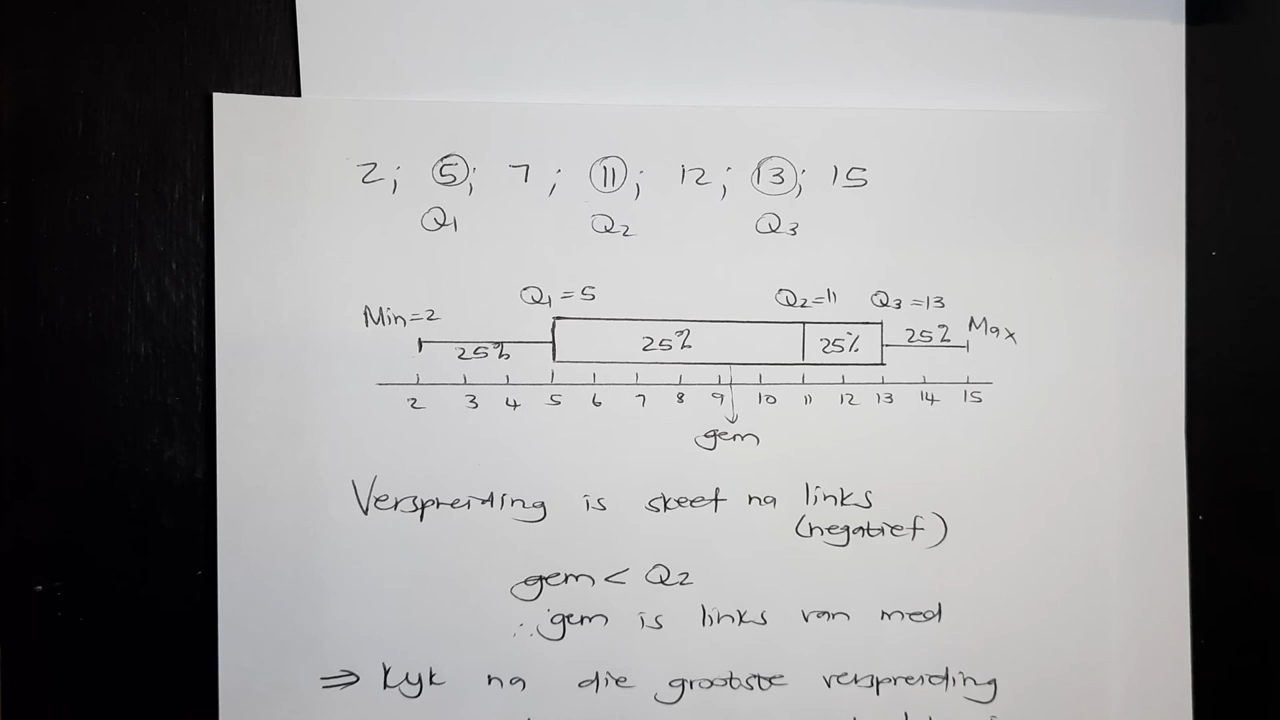 2; 5; 7; 11; 12; 13; 15
Q1 Q2 Q3
Q1 = 5 Q2=11 Q3 =13
Min=2 Max
25% 25% 25% 25%
2 3 4 5 6 7 8 9 10 11 12 13 14 15
gem
Verspreiding is skeef na links
(negatief)
gem < Q2
∴ gem is links van med
⇒ Kyk na die grootste verspreiding